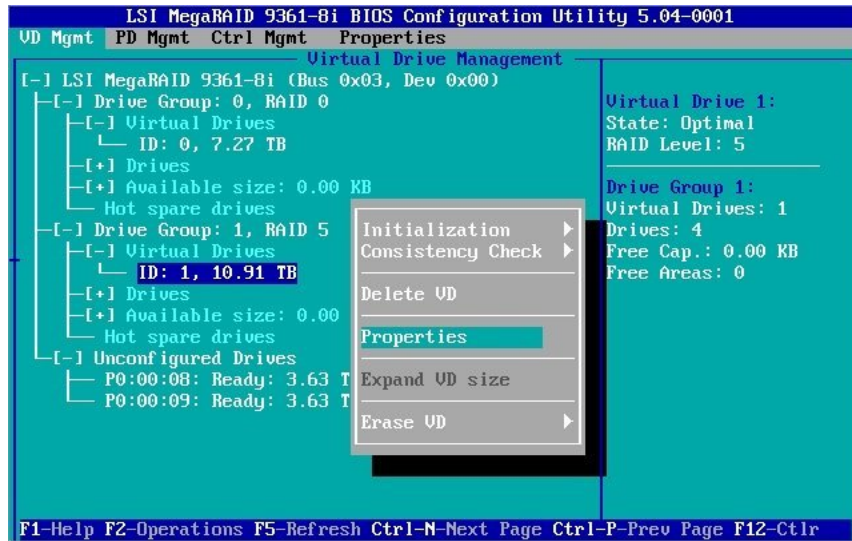 LSI MegaRAID 9361-8i BIOS Configuration Utility 5.04-0001
VD Mgmt PD Mgmt Ctrl Mgmt Properties
Virtual Drive Management
[-] LSI MegaRAID 9361-8i (Bus 0x03, Dev 0x00)
[-] Drive Group: 0, RAID 0
[-] Virtual Drives
ID: 0, 7.27 TB
[+] Drives
[+] Available size: 0.00 KB
Hot spare drives
[-] Drive Group: 1, RAID 5
[-] Virtual Drives
ID: 1, 10.91 TB
[+] Drives
[+] Available size: 0.00
Hot spare drives
[-] Unconfigured Drives
P0:00:08: Ready: 3.63 T
P0:00:09: Ready: 3.63 T
Initialization
Consistency Check
Delete VD
Properties
Expand VD size
Erase VD
Virtual Drive 1:
State: Optimal
RAID Level: 5
Drive Group 1:
Virtual Drives: 1
Drives: 4
Free Cap.: 0.00 KB
Free Areas: 0
F1-Help F2-Operations F5-Refresh Ctrl-N-Next Page Ctrl-P-Prev Page F12-Ctlr